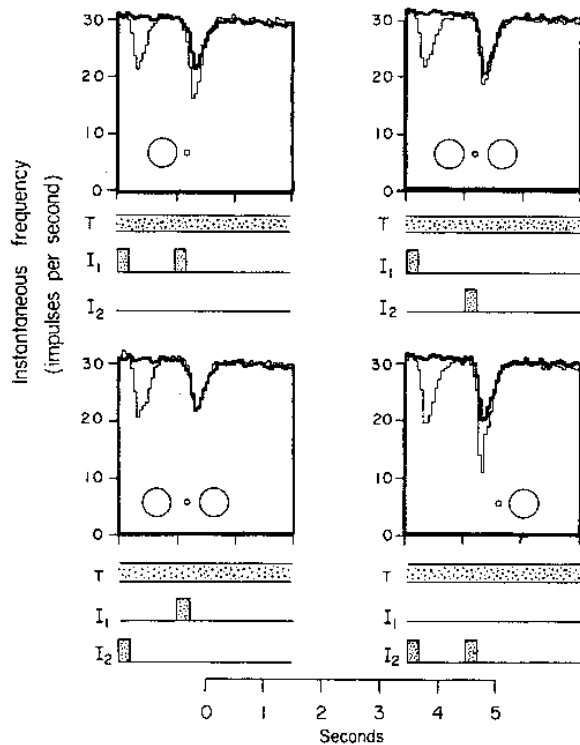 Instantaneous frequency
(impulses per second)
30
20
10
0
30
20
10
0
T
I₁
I₂
T
I₁
I₂
30
20
10
0
30
20
10
0
T
I₁
I₂
T
I₁
I₂
0 1 2 3 4 5
Seconds